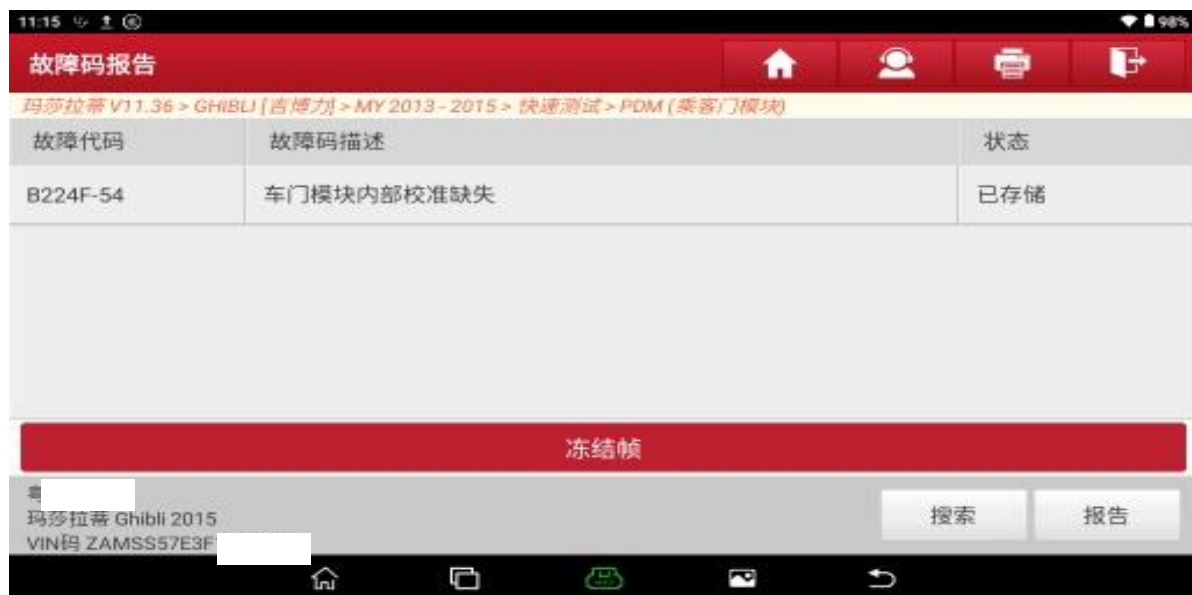 11:15 98%
故障码报告
玛莎拉蒂 V11.36 > GHIBLI [吉博力] > MY 2013 - 2015 > 快速测试 > PDM (乘客门模块)
故障代码 故障码描述 状态
B224F-54 车门模块内部校准缺失 已存储
冻结帧
玛莎拉蒂 Ghibli 2015
VIN码 ZAMSS57E3F
搜索 报告